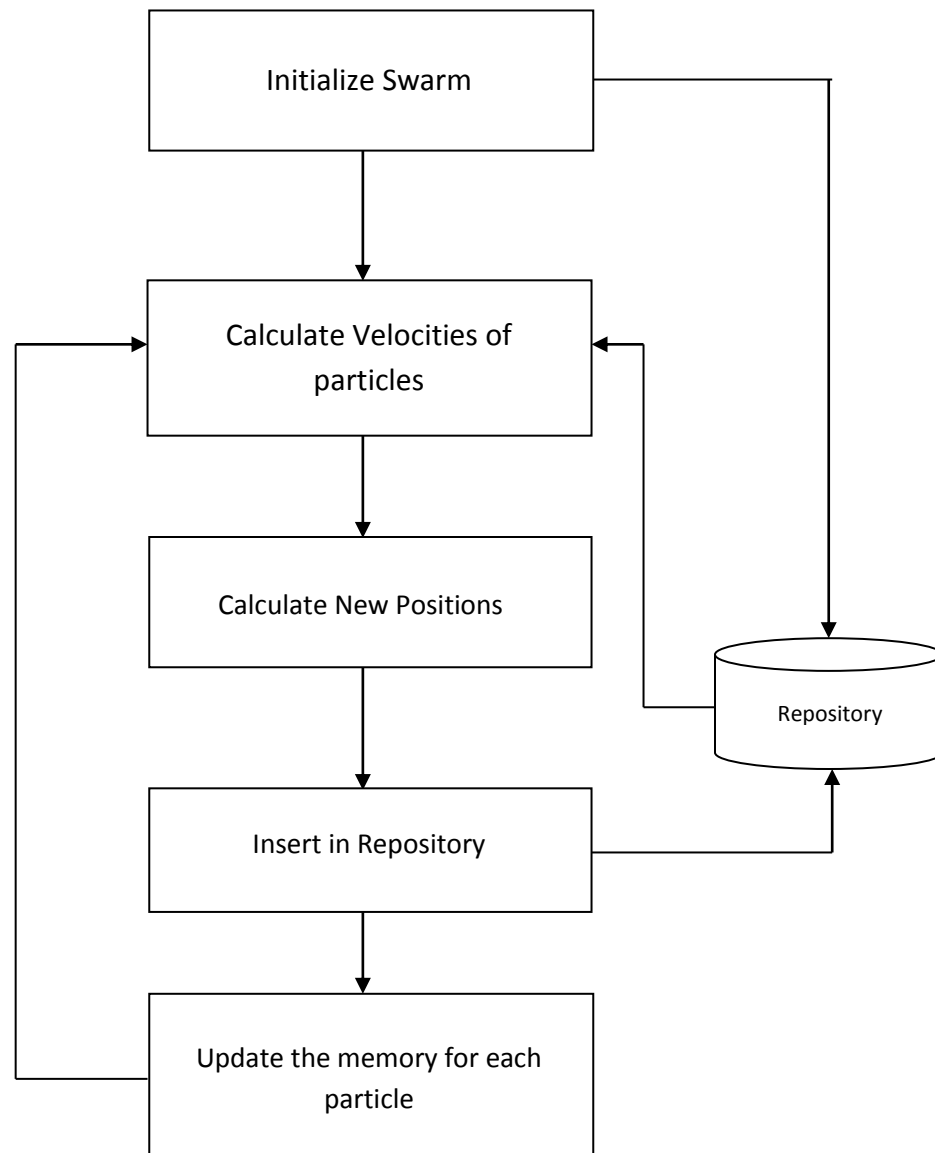 Initialize Swarm
Calculate Velocities of
particles
Calculate New Positions
Repository
Insert in Repository
Update the memory for each
particle